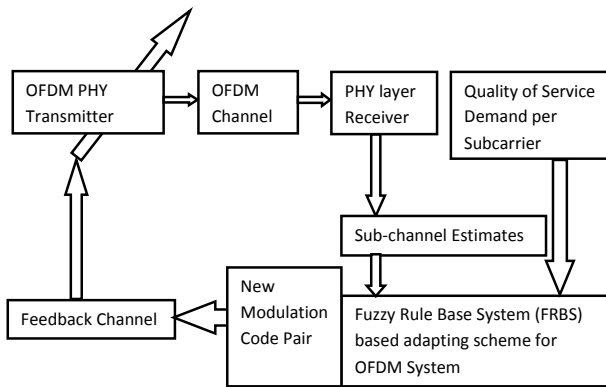 OFDM PHY
Transmitter
OFDM
Channel
PHY layer
Receiver
Quality of Service
Demand per
Subcarrier
Sub-channel Estimates
New
Modulation
Code Pair
Feedback Channel
Fuzzy Rule Base System (FRBS)
based adapting scheme for
OFDM System